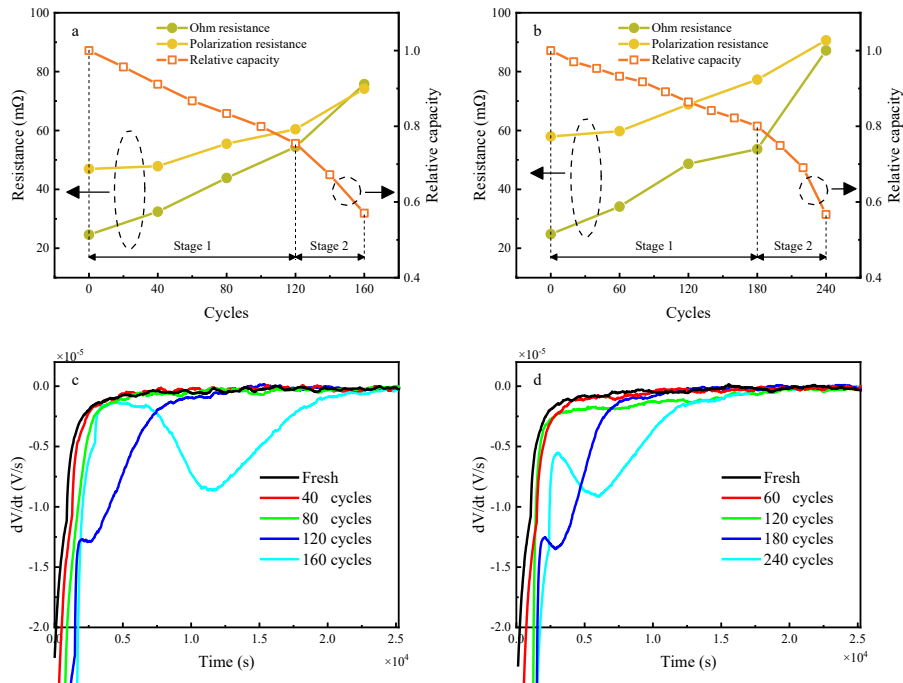 a
Ohm resistance
Polarization resistance
Relative capacity
100
80
60
40
20
Resistance (mΩ)
1.0
0.8
0.6
0.4
Relative capacity
Stage 1
Stage 2
0 40 80 120 160
Cycles
b
Ohm resistance
Polarization resistance
Relative capacity
100
80
60
40
20
Resistance (mΩ)
1.0
0.8
0.6
0.4
Relative capacity
Stage 1
Stage 2
0 60 120 180 240
Cycles
×10⁻⁵
c
0.0
-0.5
-1.0
-1.5
-2.0
dV/dt (V/s)
Fresh
40 cycles
80 cycles
120 cycles
160 cycles
0.0 0.5 1.0 1.5 2.0 2.5
Time (s)
×10⁴
×10⁻⁵
d
0.0
-0.5
-1.0
-1.5
-2.0
dV/dt (V/s)
Fresh
60 cycles
120 cycles
180 cycles
240 cycles
0.0 0.5 1.0 1.5 2.0 2.5
Time (s)
×10⁴